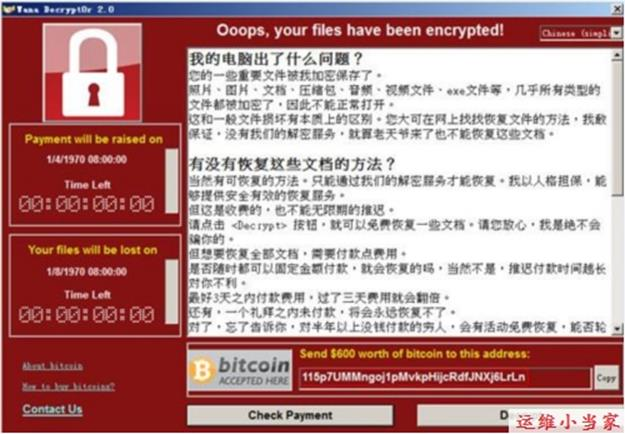 Wana Decrypt0r 2.0
Ooops, your files have been encrypted!
Chinese (simpl
Payment will be raised on
1/4/1970 08:00:00
Time Left
00:00:00:00
Your files will be lost on
1/8/1970 08:00:00
Time Left
00:00:00:00
About bitcoin
How to buy bitcoins?
Contact Us
我的电脑出了什么问题？
您的一些重要文件被我加密保存了。
照片、图片、文档、压缩包、音频、视频文件、exe文件等，几乎所有类型的
文件都被加密了，因此不能正常打开。
这和一般文件损坏有本质上的区别。您大可在网上找找恢复文件的方法，我敢
保证，没有我们的解密服务，就算老天爷来了也不能恢复这些文档。
有没有恢复这些文档的方法？
当然有可恢复的方法。只能通过我们的解密服务才能恢复。我以人格担保，能
够提供安全有效的恢复服务。
但这是收费的，也不能无限期的推迟。
请点击 <Decrypt> 按钮，就可以免费恢复一些文档。请您放心，我是绝不会
骗你的。
但想要恢复全部文档，需要付款点费用。
是否随时都可以固定金额付款，就会恢复的吗，当然不是，推迟付款时间越长
对你不利。
最好3天之内付款费用，过了三天费用就会翻倍。
还有，一个礼拜之内未付款，将会永远恢复不了。
对了，忘了告诉你，对半年以上没钱付款的穷人，会有活动免费恢复，能否轮
bitcoin
ACCEPTED HERE
Send $600 worth of bitcoin to this address:
115p7UMMngoj1pMvkpHijcRdfJNXj6LrLn
Copy
Check Payment
D
运维小当家